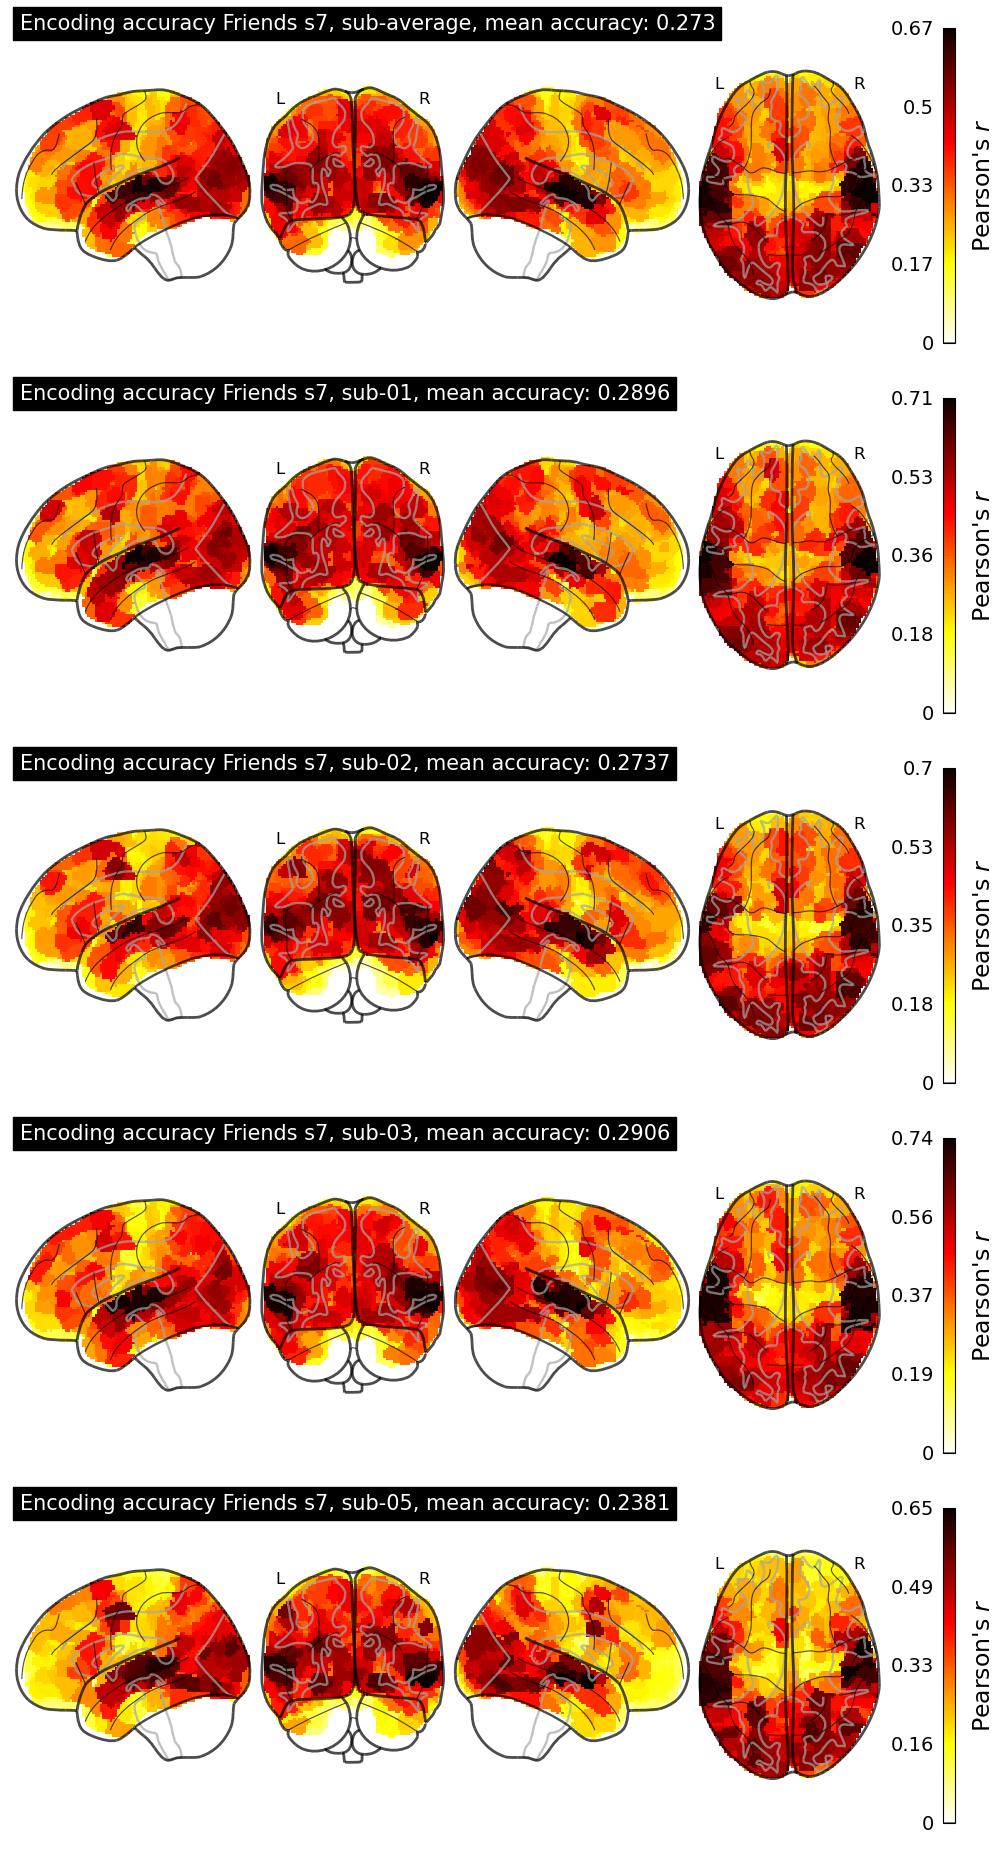 Encoding accuracy Friends s7, sub-average, mean accuracy: 0.273
L
R
L
R
0.67
0.5
0.33
0.17
0
Pearson's r
Encoding accuracy Friends s7, sub-01, mean accuracy: 0.2896
L
R
L
R
0.71
0.53
0.36
0.18
0
Pearson's r
Encoding accuracy Friends s7, sub-02, mean accuracy: 0.2737
L
R
L
R
0.7
0.53
0.35
0.18
0
Pearson's r
Encoding accuracy Friends s7, sub-03, mean accuracy: 0.2906
L
R
L
R
0.74
0.56
0.37
0.19
0
Pearson's r
Encoding accuracy Friends s7, sub-05, mean accuracy: 0.2381
L
R
L
R
0.65
0.49
0.33
0.16
0
Pearson's r